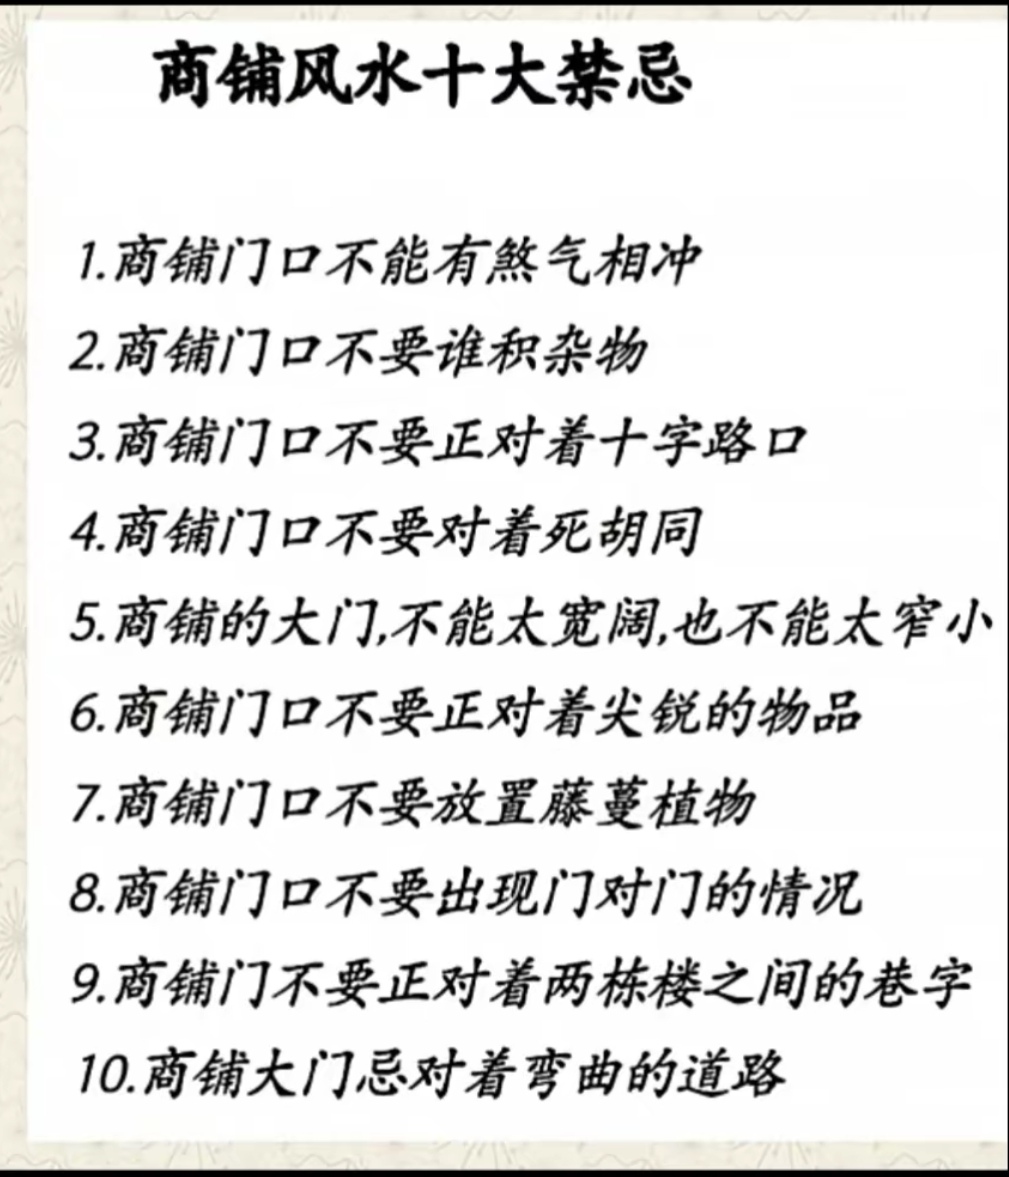 商铺风水十大禁忌
1.商铺门口不能有煞气相冲
2.商铺门口不要谁积杂物
3.商铺门口不要正对着十字路口
4.商铺门口不要对着死胡同
5.商铺的大门,不能太宽阔,也不能太窄小
6.商铺门口不要正对着尖锐的物品
7.商铺门口不要放置藤蔓植物
8.商铺门口不要出现门对门的情况
9.商铺门不要正对着两栋楼之间的巷字
10.商铺大门忌对着弯曲的道路